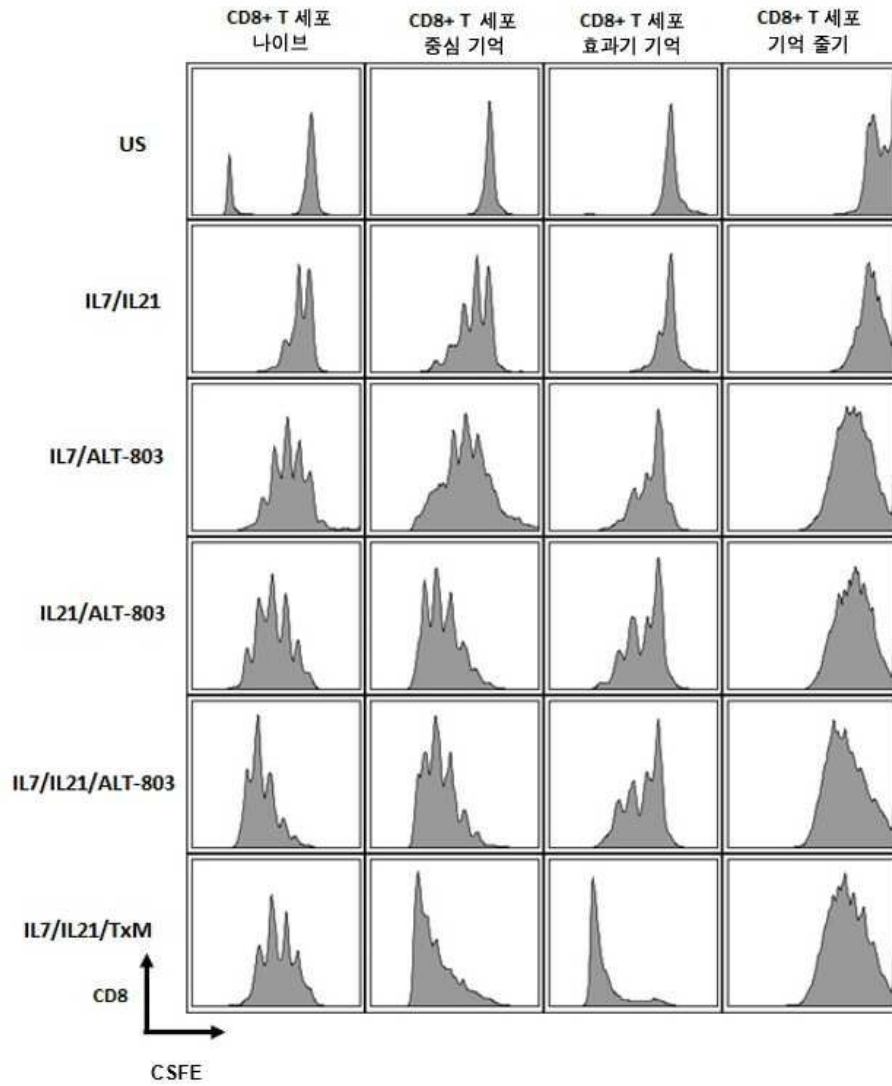 CD8+ T 세포 CD8+ T 세포 CD8+ T 세포 CD8+ T 세포
나이브 중심 기억 효과기 기억 기억 줄기
US
IL7/IL21
IL7/ALT-803
IL21/ALT-803
IL7/IL21/ALT-803
IL7/IL21/TxM
CD8
CSFE